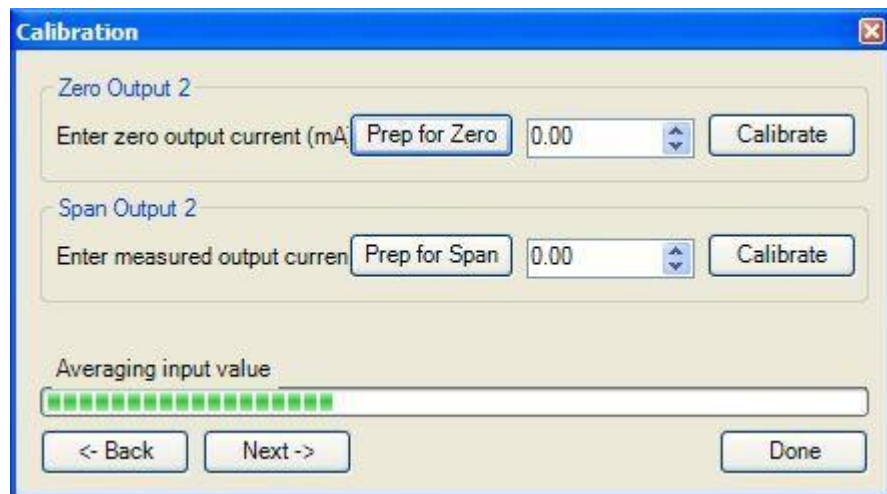 Calibration
Zero Output 2
Enter zero output current (mA) Prep for Zero 0.00 Calibrate
Span Output 2
Enter measured output curren Prep for Span 0.00 Calibrate
Averaging input value
<- Back Next -> Done